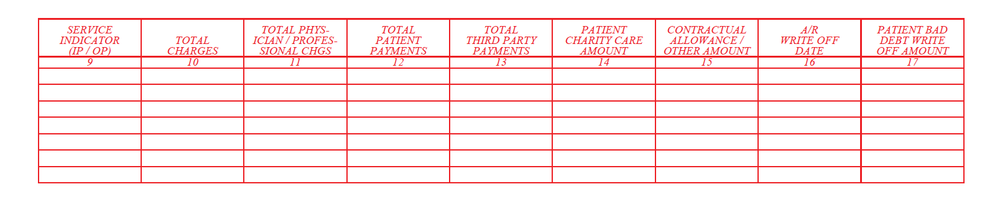 SERVICE
INDICATOR
(IP / OP)
TOTAL
CHARGES
TOTAL PHYS-
ICIAN / PROFES-
SIONAL CHGS
TOTAL
PATIENT
PAYMENTS
TOTAL
THIRD PARTY
PAYMENTS
PATIENT
CHARITY CARE
AMOUNT
CONTRACTUAL
ALLOWANCE /
OTHER AMOUNT
A/R
WRITE OFF
DATE
PATIENT BAD
DEBT WRITE
OFF AMOUNT
9 10 11 12 13 14 15 16 17